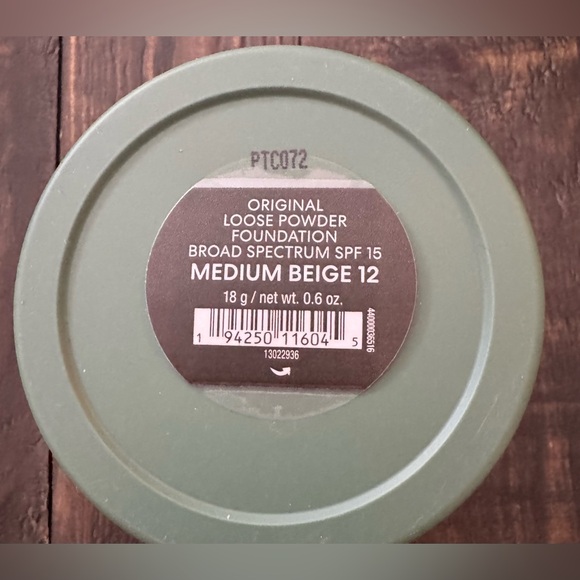 PTC072
ORIGINAL
LOOSE POWDER
FOUNDATION
BROAD SPECTRUM SPF 15
MEDIUM BEIGE 12
18 g / net wt. 0.6 oz.
1 94250 11604 5
13022936
44000036516